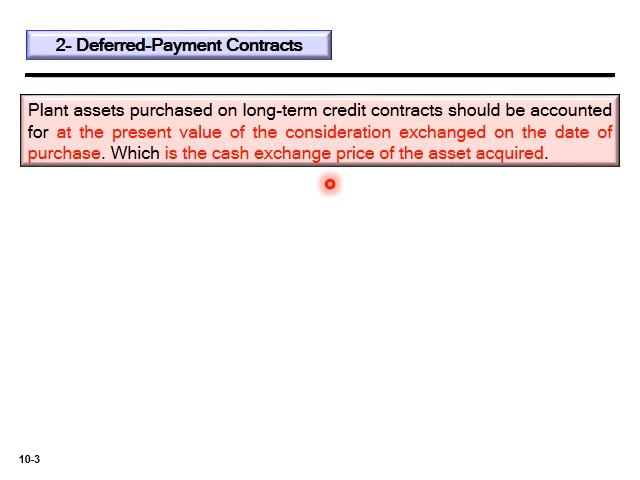 2- Deferred-Payment Contracts
Plant assets purchased on long-term credit contracts should be accounted
for at the present value of the consideration exchanged on the date of
purchase. Which is the cash exchange price of the asset acquired.
10-3